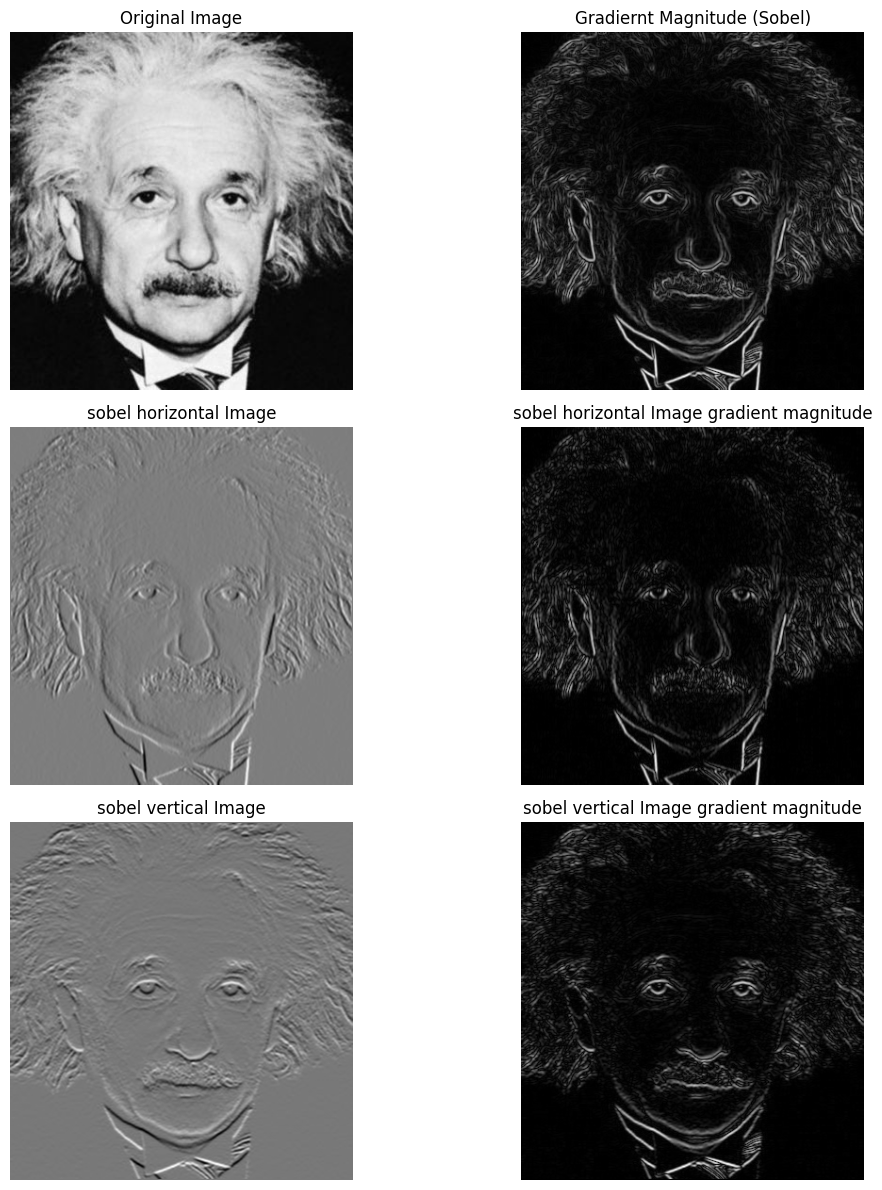 Original Image
Gradiernt Magnitude (Sobel)
sobel horizontal Image
sobel horizontal Image gradient magnitude
sobel vertical Image
sobel vertical Image gradient magnitude